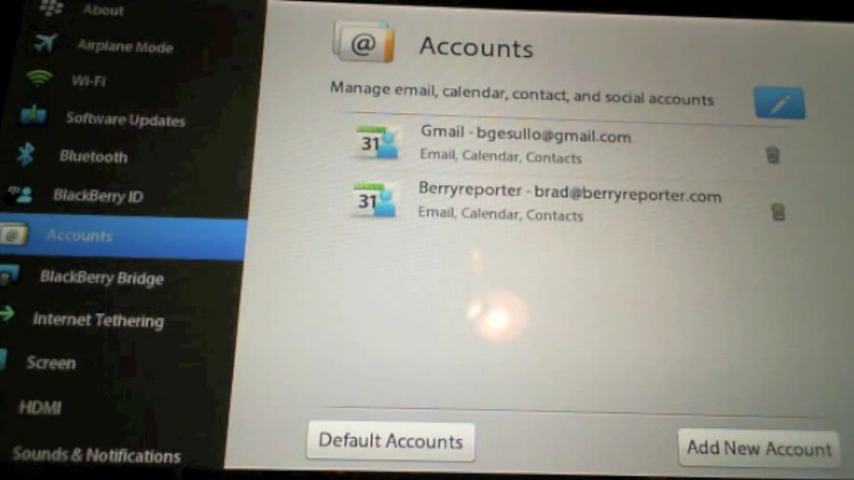 About
Airplane Mode
Wi-Fi
Software Updates
Bluetooth
BlackBerry ID
Accounts
BlackBerry Bridge
Internet Tethering
Screen
HDMI
Sounds & Notifications
@ Accounts
Manage email, calendar, contact, and social accounts
31 Gmail - bgesullo@gmail.com
Email, Calendar, Contacts
31 Berryreporter - brad@berryreporter.com
Email, Calendar, Contacts
Default Accounts
Add New Account